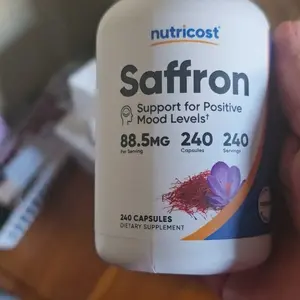 nutricost®
Saffron
Support for Positive
Mood Levels†
88.5MG 240 240
Per Serving Capsules Servings
240 CAPSULES
DIETARY SUPPLEMENT